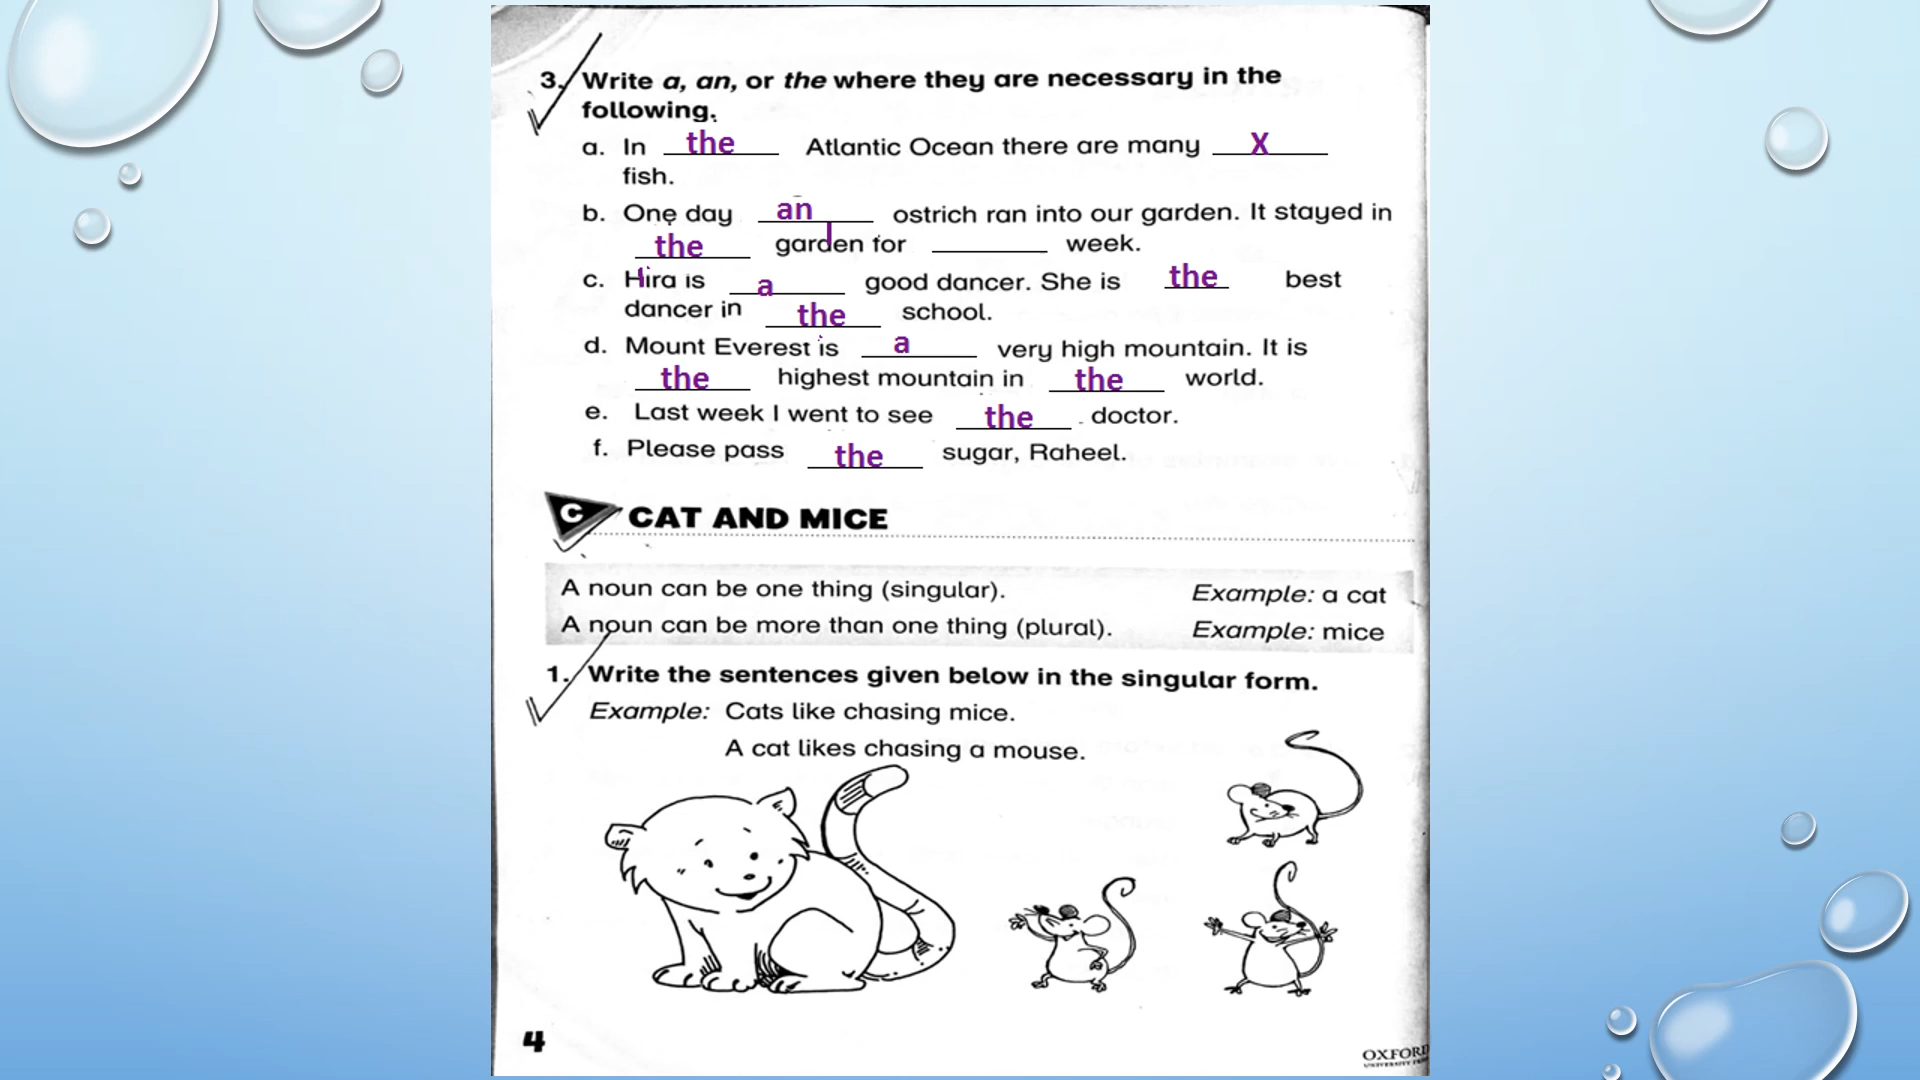 3. Write a, an, or the where they are necessary in the
following.
a. In the Atlantic Ocean there are many X
fish.
b. One day an ostrich ran into our garden. It stayed in
the garden for ________ week.
c. Hira is a good dancer. She is the best
dancer in the school.
d. Mount Everest is a very high mountain. It is
the highest mountain in the world.
e. Last week I went to see the doctor.
f. Please pass the sugar, Raheel.
C CAT AND MICE
A noun can be one thing (singular). Example: a cat
A noun can be more than one thing (plural). Example: mice
1. Write the sentences given below in the singular form.
Example: Cats like chasing mice.
A cat likes chasing a mouse.
4
OXFORD